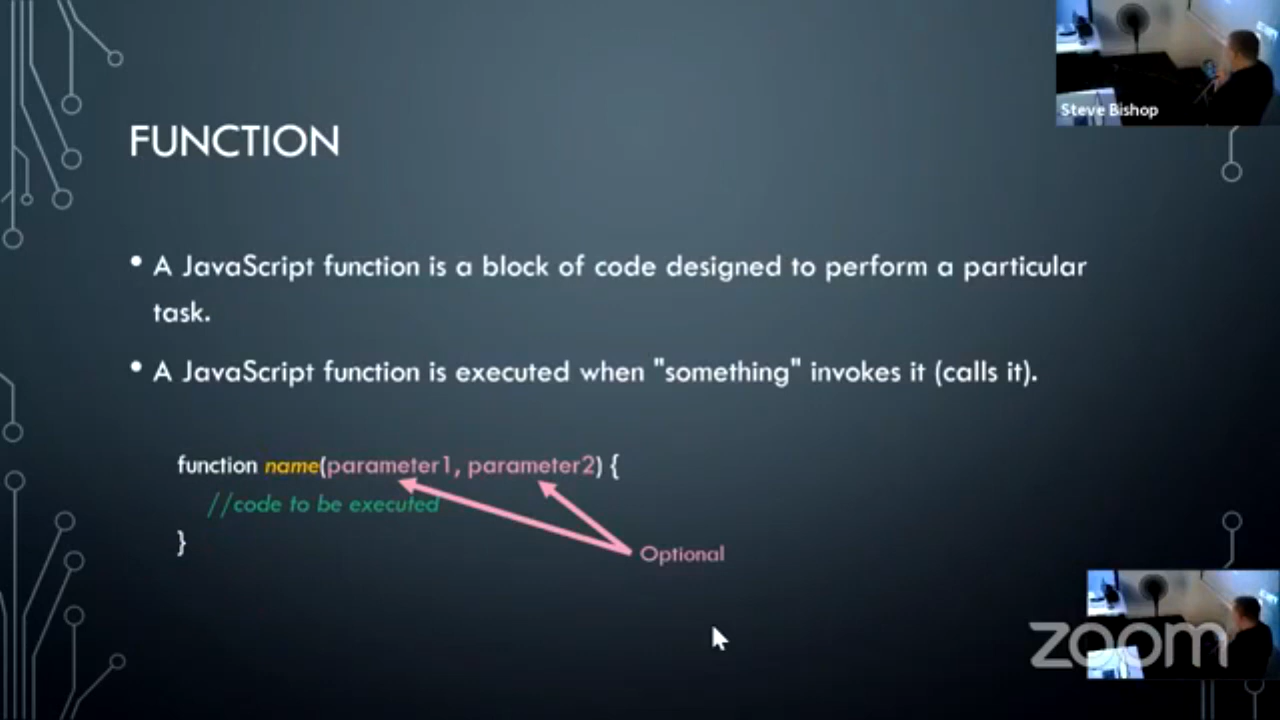 Steve Bishop
FUNCTION
• A JavaScript function is a block of code designed to perform a particular
task.
• A JavaScript function is executed when "something" invokes it (calls it).
function name(parameter1, parameter2) {
//code to be executed
}
Optional
zoom